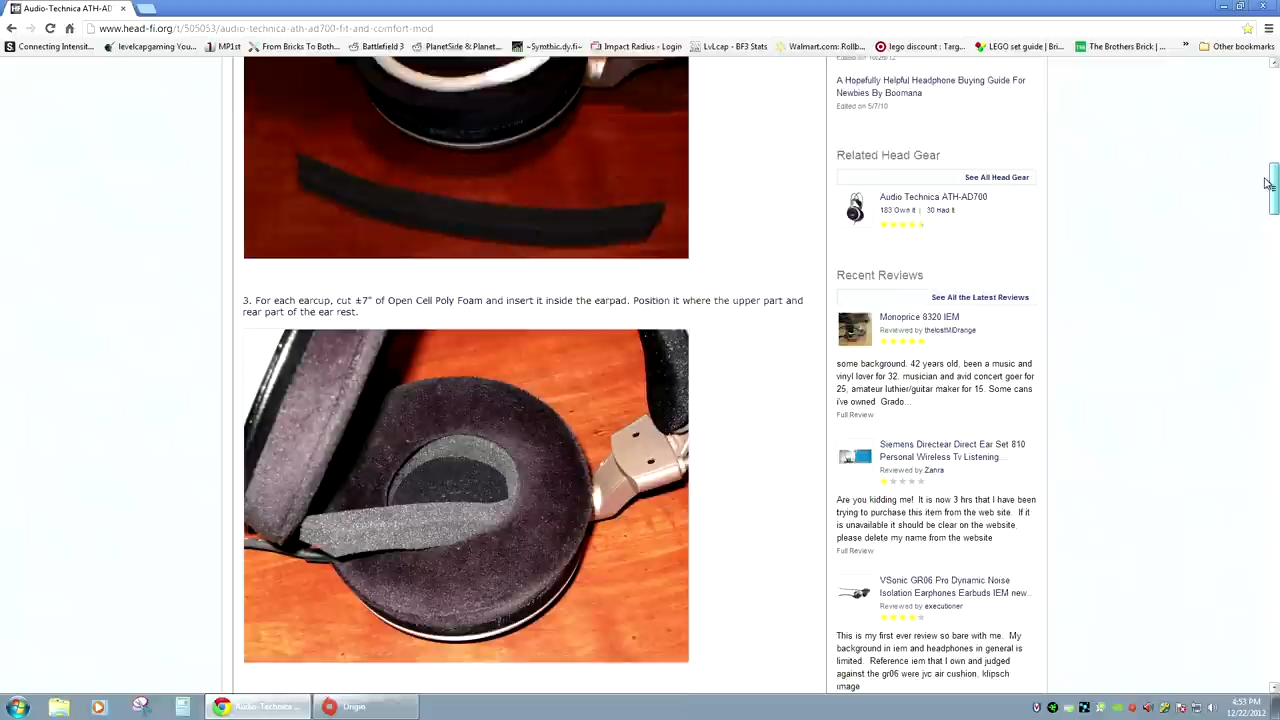 Audio-Technica ATH-AD
www.head-fi.org/t/505053/audio-technica-ath-ad700-fit-and-comfort-mod
Connecting Intensit...
levelcapgaming You...
MP1st
From Bricks To Both...
Battlefield 3
PlanetSide & Planet...
~Symthic.dy.fi~
Impact Radius - Login
LvLcap - BF3 Stats
Walmart.com: Rollb...
lego discount : Targ...
LEGO set guide | Bri...
The Brothers Brick | ...
Other bookmarks
A Hopefully Helpful Headphone Buying Guide For
Newbies By Boomana
Edited on 5/7/10
Related Head Gear
See All Head Gear
Audio Technica ATH-AD700
183 Own It | 30 Had It
3. For each earcup, cut ±7" of Open Cell Poly Foam and insert it inside the earpad. Position it where the upper part and
rear part of the ear rest.
Recent Reviews
See All the Latest Reviews
Monoprice 8320 IEM
Reviewed by thelostMIDrange
some background. 42 years old, been a music and
vinyl lover for 32. musician and avid concert goer for
25, amateur luthier/guitar maker for 15. Some cans
i've owned Grado...
Full Review
Siemens Directear Direct Ear Set 810
Personal Wireless Tv Listening...
Reviewed by Zanra
Are you kidding me! It is now 3 hrs that I have been
trying to purchase this item from the web site. If it
is unavailable it should be clear on the website,
please delete my name from the website
Full Review
VSonic GR06 Pro Dynamic Noise
Isolation Earphones Earbuds IEM new...
Reviewed by executioner
This is my first ever review so bare with me. My
background in iem and headphones in general is
limited. Reference iem that I own and judged
against the gr06 were jvc air cushion, klipsch
image
Audio-Technica ...
Origin
4:53 PM
12/22/2012